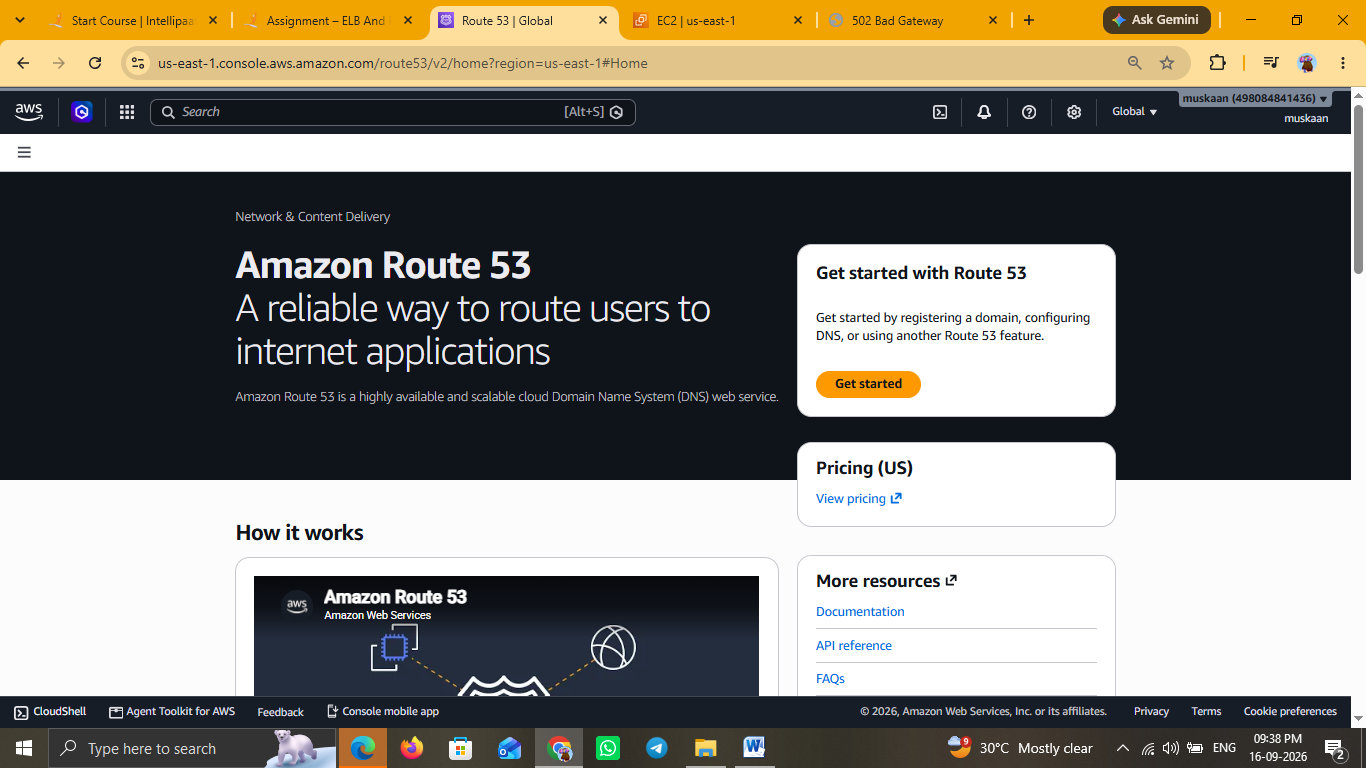 Start Course | Intellipaa
Assignment – ELB And
Route 53 | Global
EC2 | us-east-1
502 Bad Gateway
Ask Gemini
us-east-1.console.aws.amazon.com/route53/v2/home?region=us-east-1#Home
aws
Search
[Alt+S]
Global
muskaan (498084841436)
muskaan
Network & Content Delivery
Amazon Route 53
A reliable way to route users to
internet applications
Amazon Route 53 is a highly available and scalable cloud Domain Name System (DNS) web service.
Get started with Route 53
Get started by registering a domain, configuring
DNS, or using another Route 53 feature.
Get started
Pricing (US)
View pricing
How it works
aws
Amazon Route 53
Amazon Web Services
More resources
Documentation
API reference
FAQs
CloudShell
Agent Toolkit for AWS
Feedback
Console mobile app
© 2026, Amazon Web Services, Inc. or its affiliates.
Privacy
Terms
Cookie preferences
Type here to search
9
30°C Mostly clear
ENG
09:38 PM
16-09-2026
2